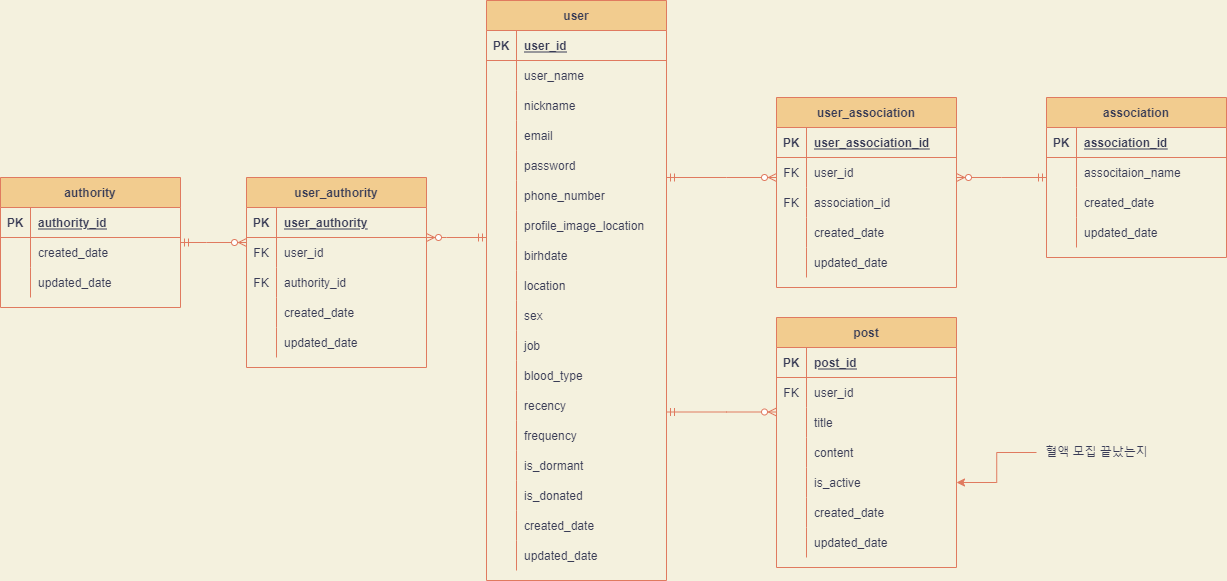 authority
PK authority_id
created_date
updated_date
user_authority
PK user_authority
FK user_id
FK authority_id
created_date
updated_date
user
PK user_id
user_name
nickname
email
password
phone_number
profile_image_location
birhdate
location
sex
job
blood_type
recency
frequency
is_dormant
is_donated
created_date
updated_date
user_association
PK user_association_id
FK user_id
FK association_id
created_date
updated_date
association
PK association_id
associtaion_name
created_date
updated_date
post
PK post_id
FK user_id
title
content
is_active
created_date
updated_date
혈액 모집 끝났는지